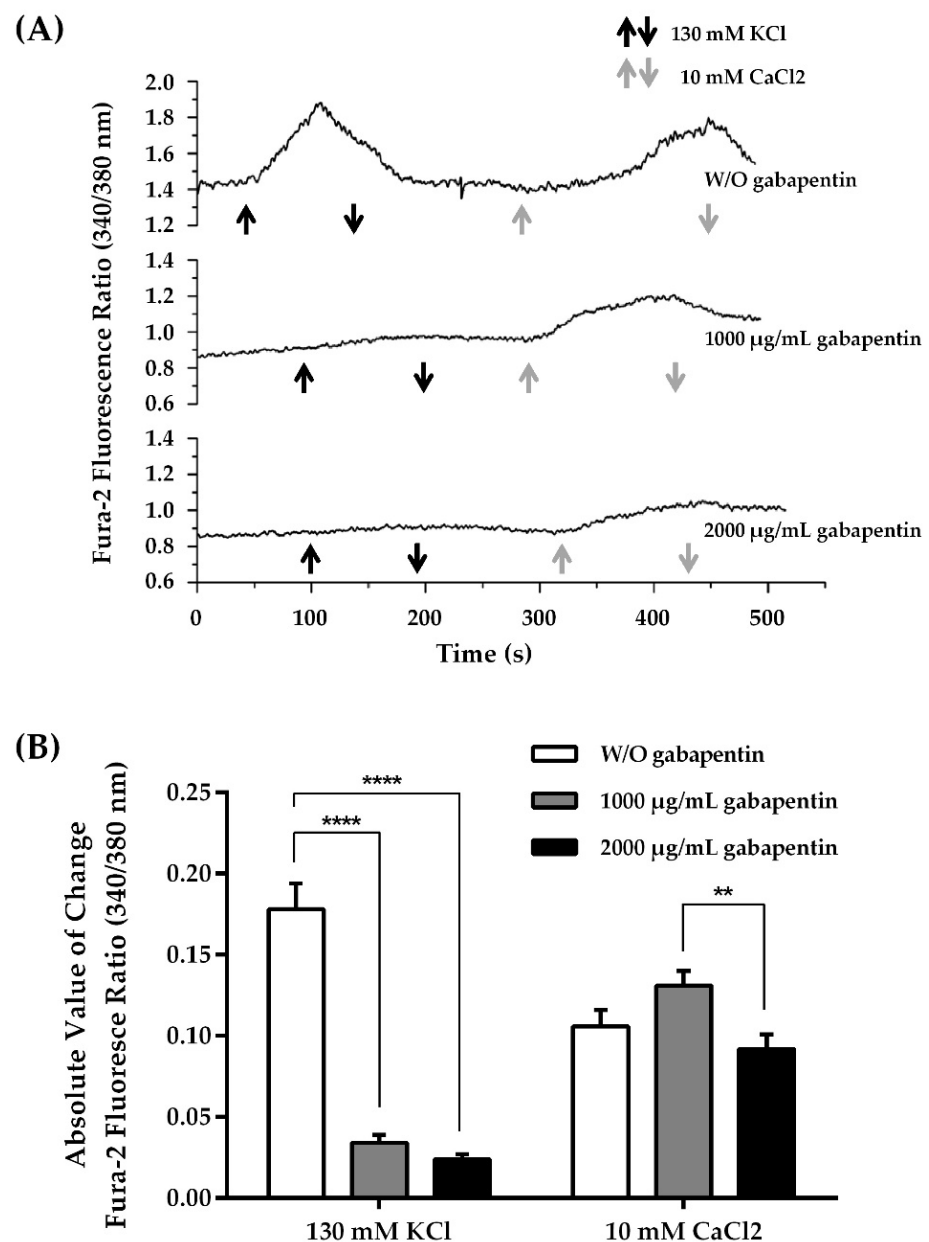 (A)
130 mM KCl
10 mM CaCl2
Fura-2 Fluorescence Ratio (340/380 nm)
2.0
1.8
1.6
1.4
1.2
W/O gabapentin
1.4
1.2
1.0
0.8
0.6
1000 µg/mL gabapentin
1.4
1.0
0.8
0.6
2000 µg/mL gabapentin
0 100 200 300 400 500
Time (s)
(B)
W/O gabapentin
1000 µg/mL gabapentin
2000 µg/mL gabapentin
Absolute Value of Change
Fura-2 Fluoresce Ratio (340/380 nm)
0.25
0.20
0.15
0.10
0.05
0.00
****
****
**
130 mM KCl 10 mM CaCl2